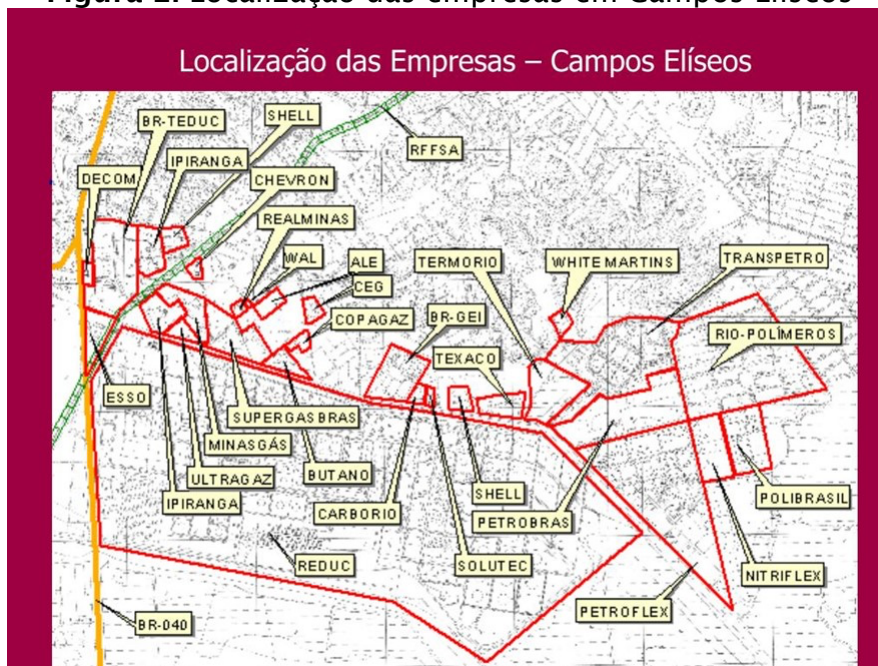 Figura 2. Localização das empresas em Campos Elíseos
Localização das Empresas – Campos Elíseos
BR-TEDUC
SHELL
IPIRANGA
RFFSA
DECOM
CHEVRON
REALMINAS
WAL
ALE
TERMORIO
WHITE MARTINS
TRANSPETRO
CEG
COPAGAZ
BR-GEI
RIO-POLÍMEROS
TEXACO
ESSO
SUPERGASBRAS
MINASGÁS
ULTRAGAZ
BUTANO
IPIRANGA
CARBORIO
SHELL
PETROBRAS
POLIBRASIL
REDUC
SOLUTEC
NITRIFLEX
PETROFLEX
BR-040